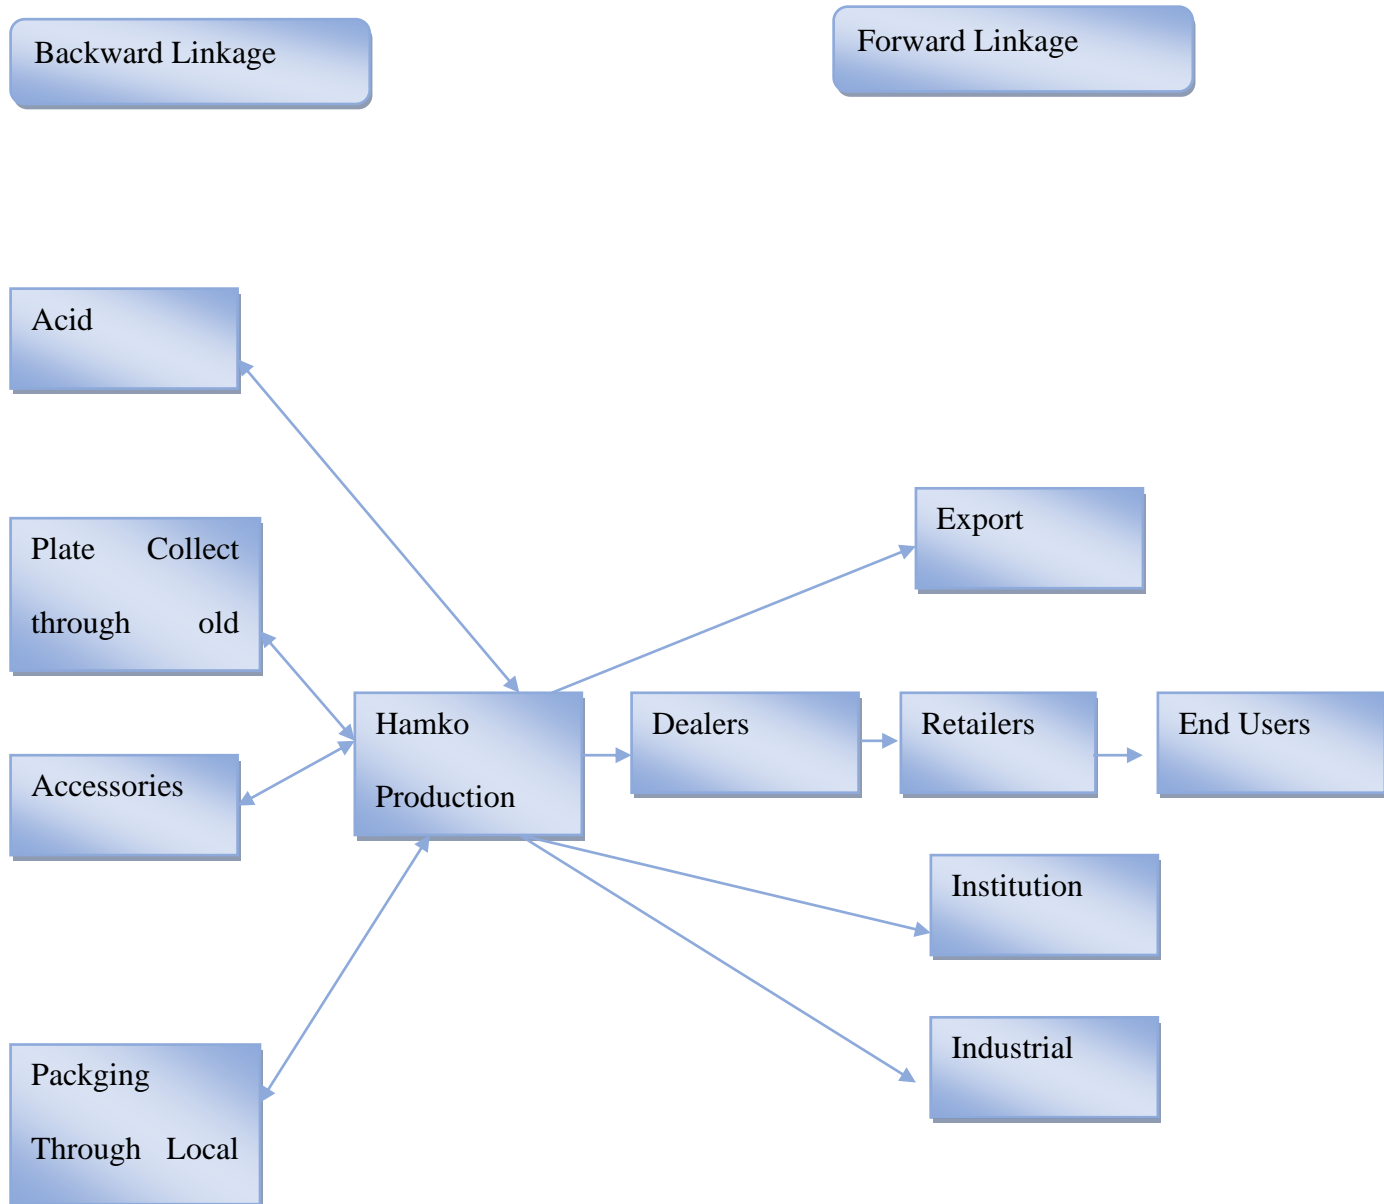 Backward Linkage
Forward Linkage
Acid
Plate Collect
through old
Accessories
Packging
Through Local
Hamko
Production
Export
Dealers
Retailers
End Users
Institution
Industrial